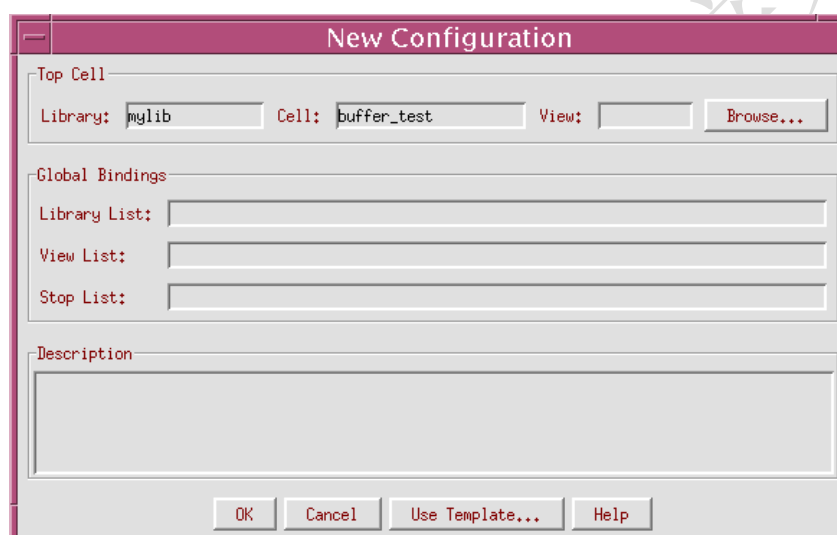 New Configuration
Top Cell
Library: mylib Cell: buffer_test View: Browse...
Global Bindings
Library List:
View List:
Stop List:
Description
OK Cancel Use Template... Help